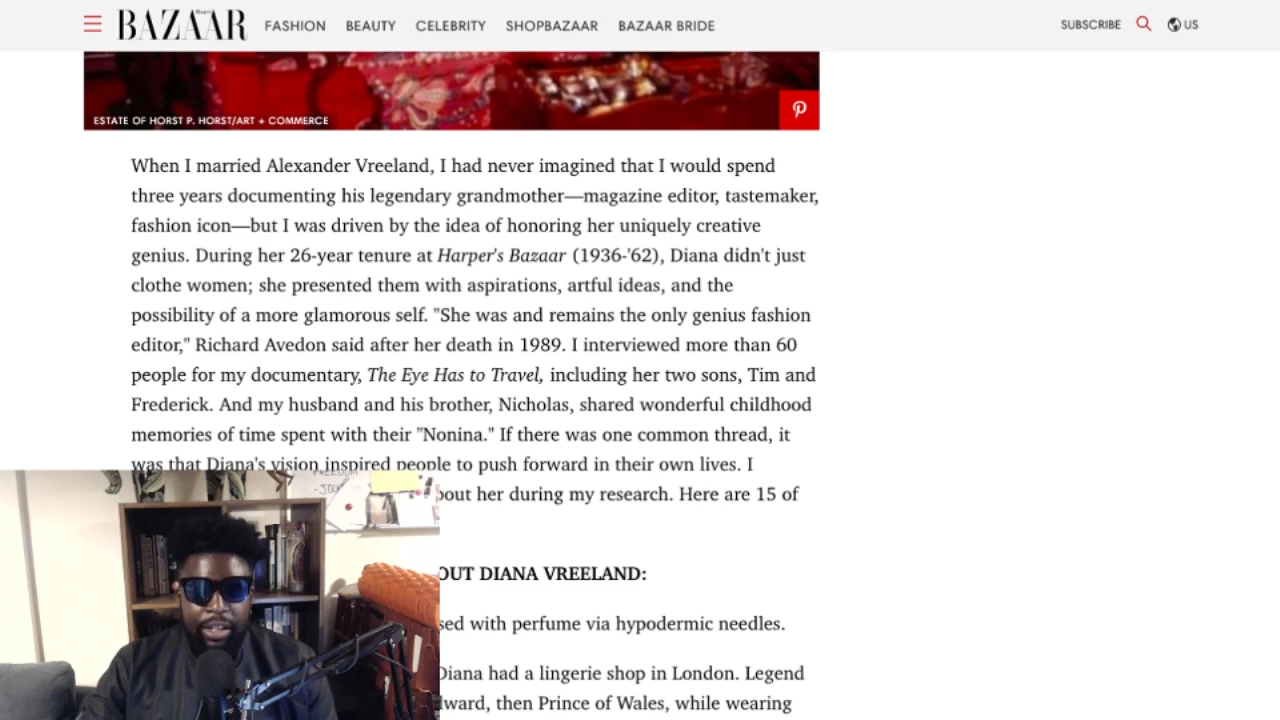 Harper's
BAZAAR
FASHION BEAUTY CELEBRITY SHOPBAZAAR BAZAAR BRIDE SUBSCRIBE US
ESTATE OF HORST P. HORST/ART + COMMERCE
When I married Alexander Vreeland, I had never imagined that I would spend
three years documenting his legendary grandmother—magazine editor, tastemaker,
fashion icon—but I was driven by the idea of honoring her uniquely creative
genius. During her 26-year tenure at Harper's Bazaar (1936-'62), Diana didn't just
clothe women; she presented them with aspirations, artful ideas, and the
possibility of a more glamorous self. "She was and remains the only genius fashion
editor," Richard Avedon said after her death in 1989. I interviewed more than 60
people for my documentary, The Eye Has to Travel, including her two sons, Tim and
Frederick. And my husband and his brother, Nicholas, shared wonderful childhood
memories of time spent with their "Nonina." If there was one common thread, it
was that Diana's vision inspired people to push forward in their own lives. I
bout her during my research. Here are 15 of
OUT DIANA VREELAND:
sed with perfume via hypodermic needles.
Diana had a lingerie shop in London. Legend
dward, then Prince of Wales, while wearing